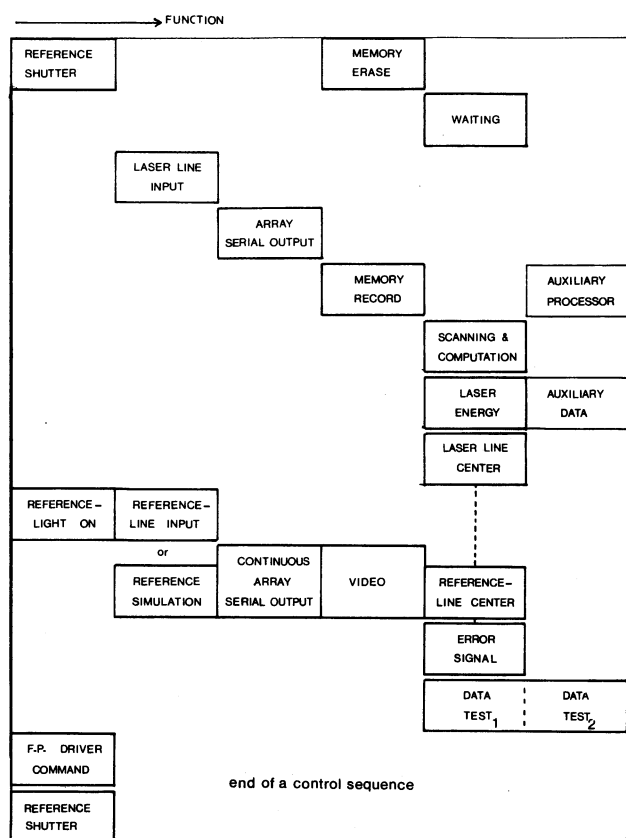 FUNCTION
REFERENCE
SHUTTER
MEMORY
ERASE
WAITING
LASER LINE
INPUT
ARRAY
SERIAL OUTPUT
MEMORY
RECORD
AUXILIARY
PROCESSOR
SCANNING &
COMPUTATION
LASER
ENERGY
AUXILIARY
DATA
LASER LINE
CENTER
REFERENCE-
LIGHT ON
REFERENCE-
LINE INPUT
or
REFERENCE
SIMULATION
CONTINUOUS
ARRAY
SERIAL OUTPUT
VIDEO
REFERENCE-
LINE CENTER
ERROR
SIGNAL
DATA
TEST1
DATA
TEST2
F.P. DRIVER
COMMAND
end of a control sequence
REFERENCE
SHUTTER